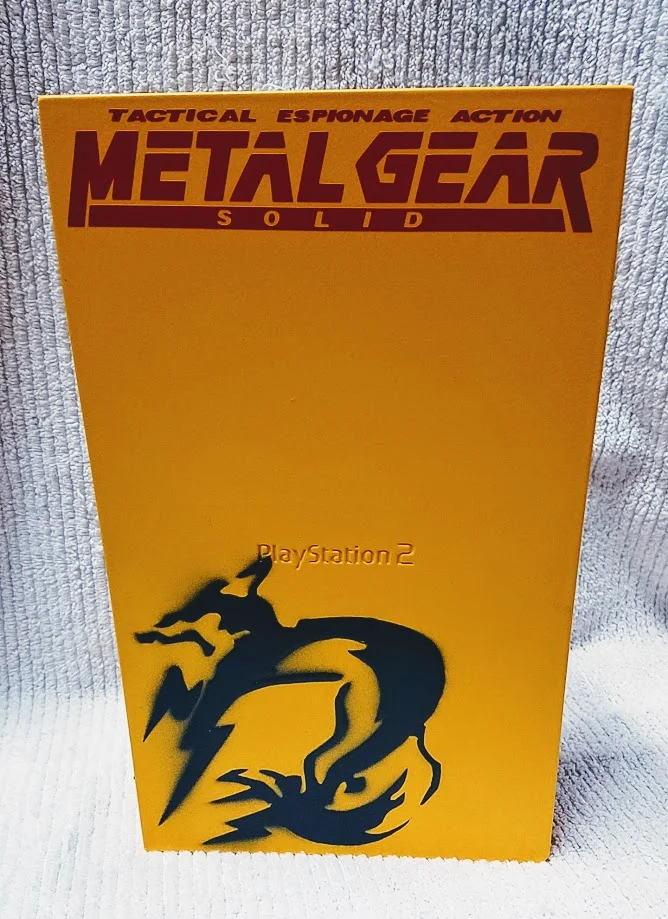 TACTICAL ESPIONAGE ACTION
METAL GEAR
SOLID
PlayStation 2